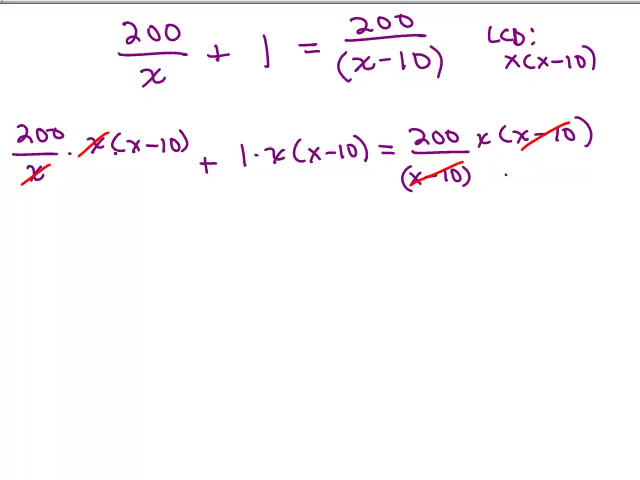 200/x + 1 = 200/(x-10) LCD:
x(x-10)
200/x · x(x-10) + 1·x(x-10) = 200/(x-10) x(x-10)